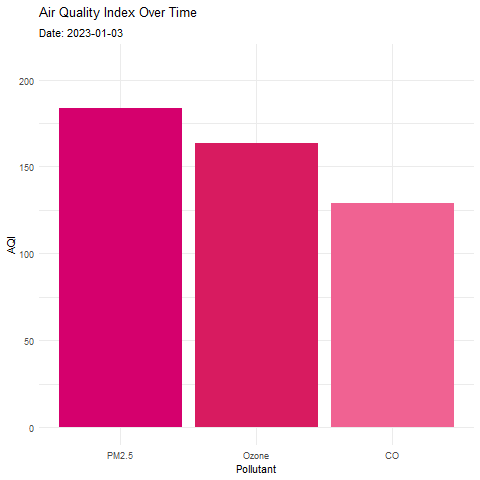 Air Quality Index Over Time
Date: 2023-01-03
200
150
100
50
0
AQI
PM2.5
Ozone
CO
Pollutant